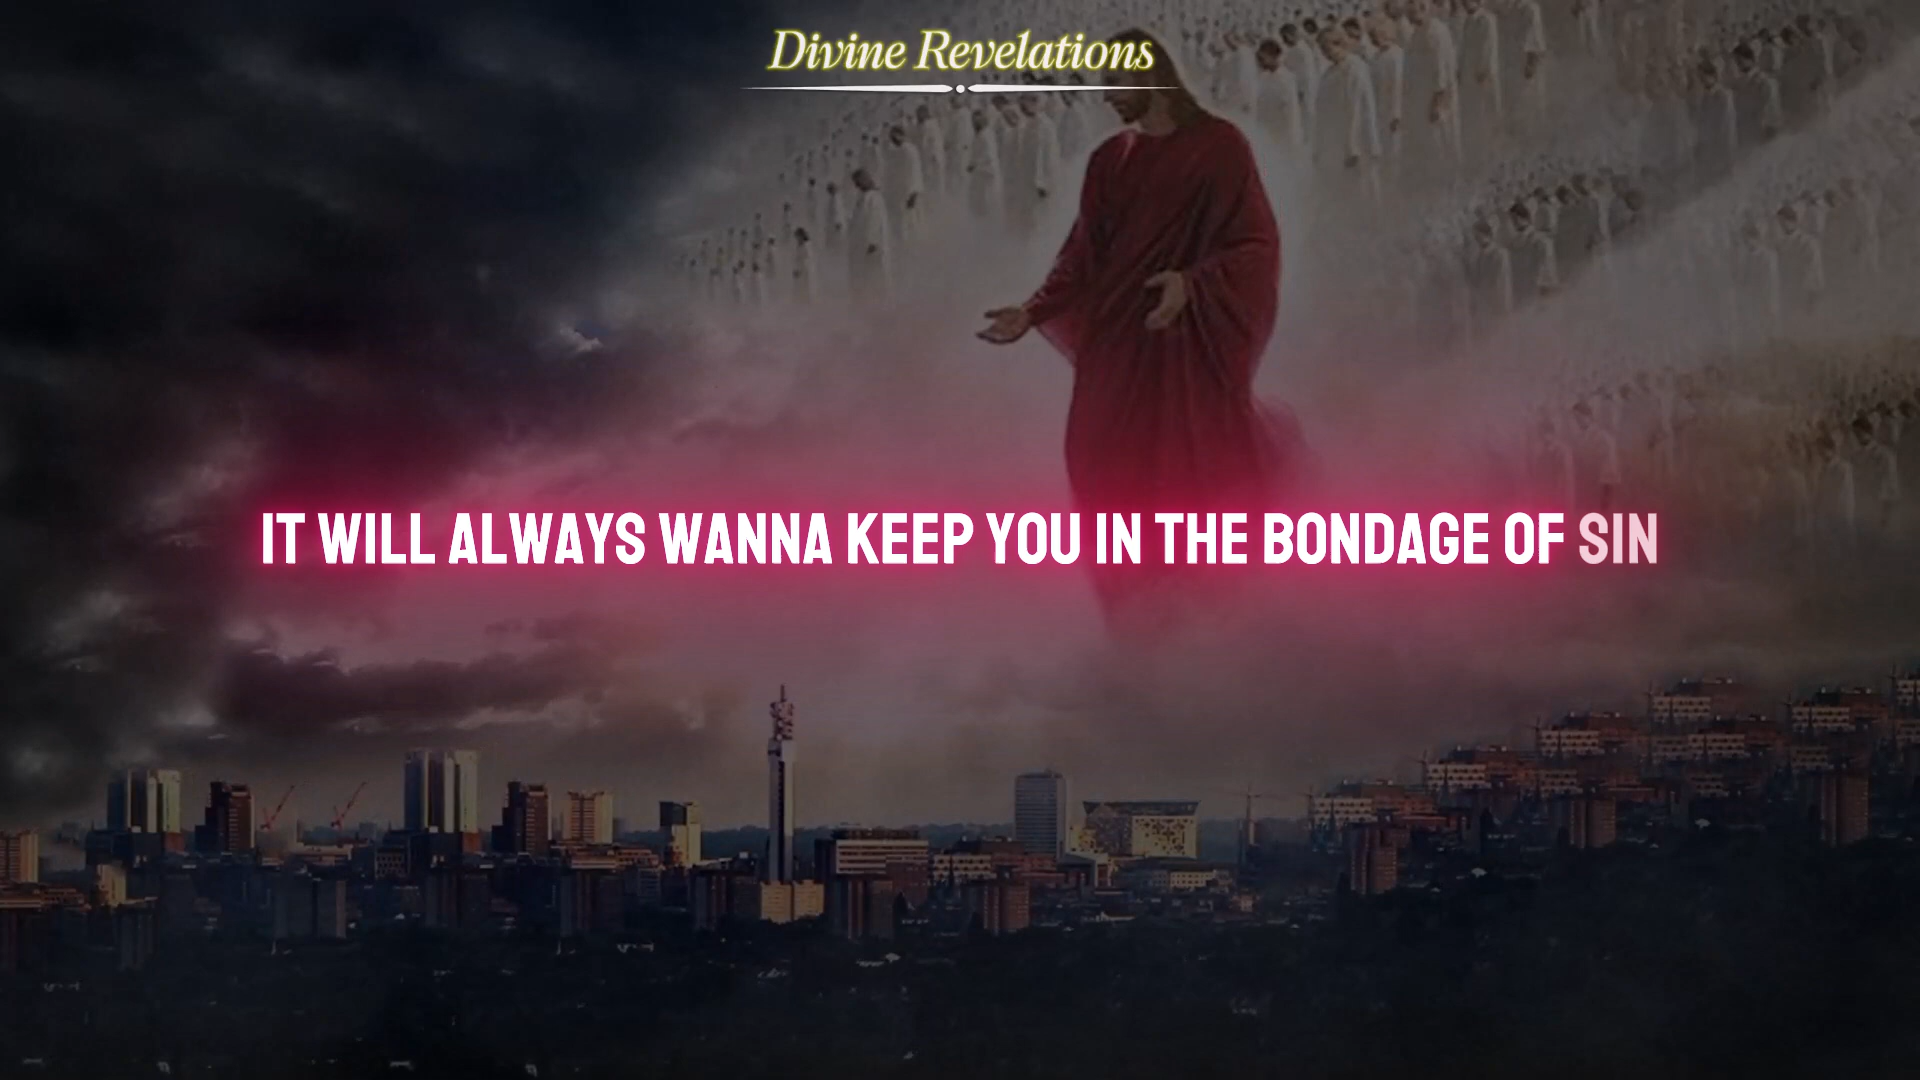 Divine Revelations
IT WILL ALWAYS WANNA KEEP YOU IN THE BONDAGE OF SIN